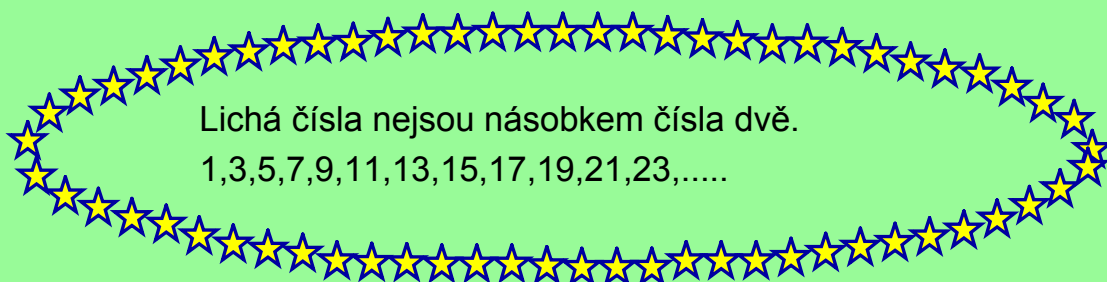 Lichá čísla nejsou násobkem čísla dvě.
1,3,5,7,9,11,13,15,17,19,21,23,.....